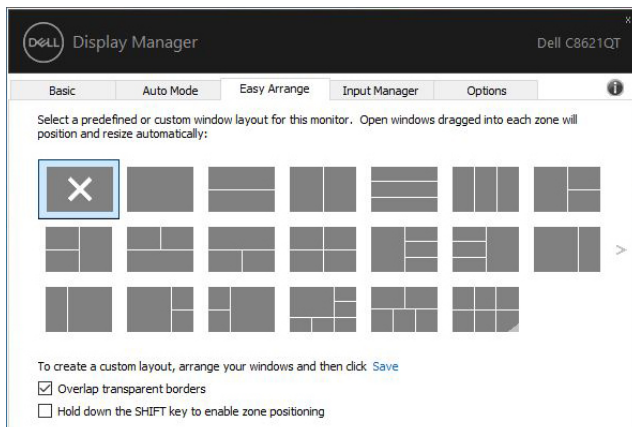 x
DELL Display Manager Dell C8621QT
Basic Auto Mode Easy Arrange Input Manager Options i
Select a predefined or custom window layout for this monitor. Open windows dragged into each zone will
position and resize automatically:
To create a custom layout, arrange your windows and then click Save
Overlap transparent borders
Hold down the SHIFT key to enable zone positioning